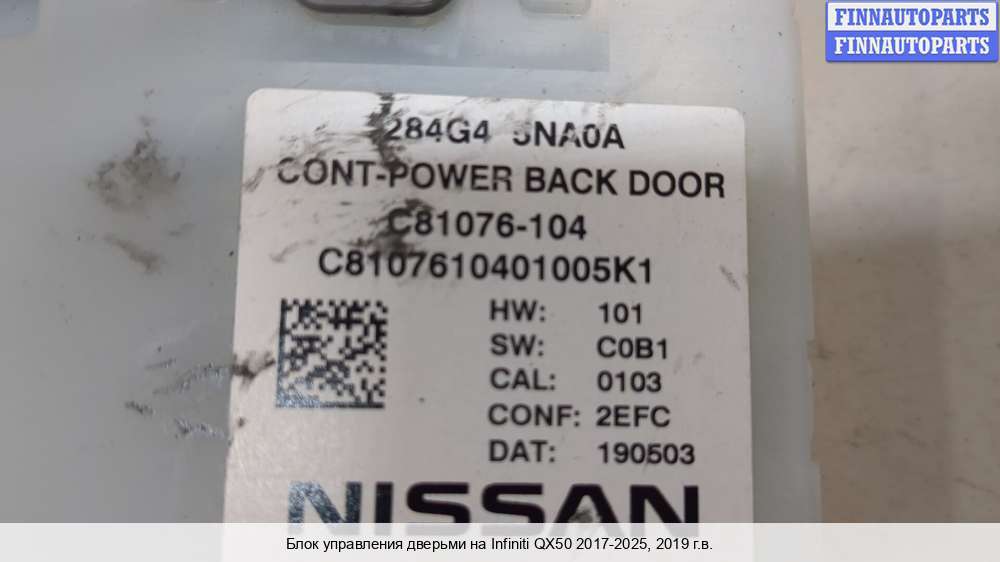 FINNAUTOPARTS
FINNAUTOPARTS
284G4 5NA0A
CONT-POWER BACK DOOR
C81076-104
C8107610401005K1
HW: 101
SW: C0B1
CAL: 0103
CONF: 2EFC
DAT: 190503
NISSAN
Блок управления дверьми на Infiniti QX50 2017-2025, 2019 г.в.